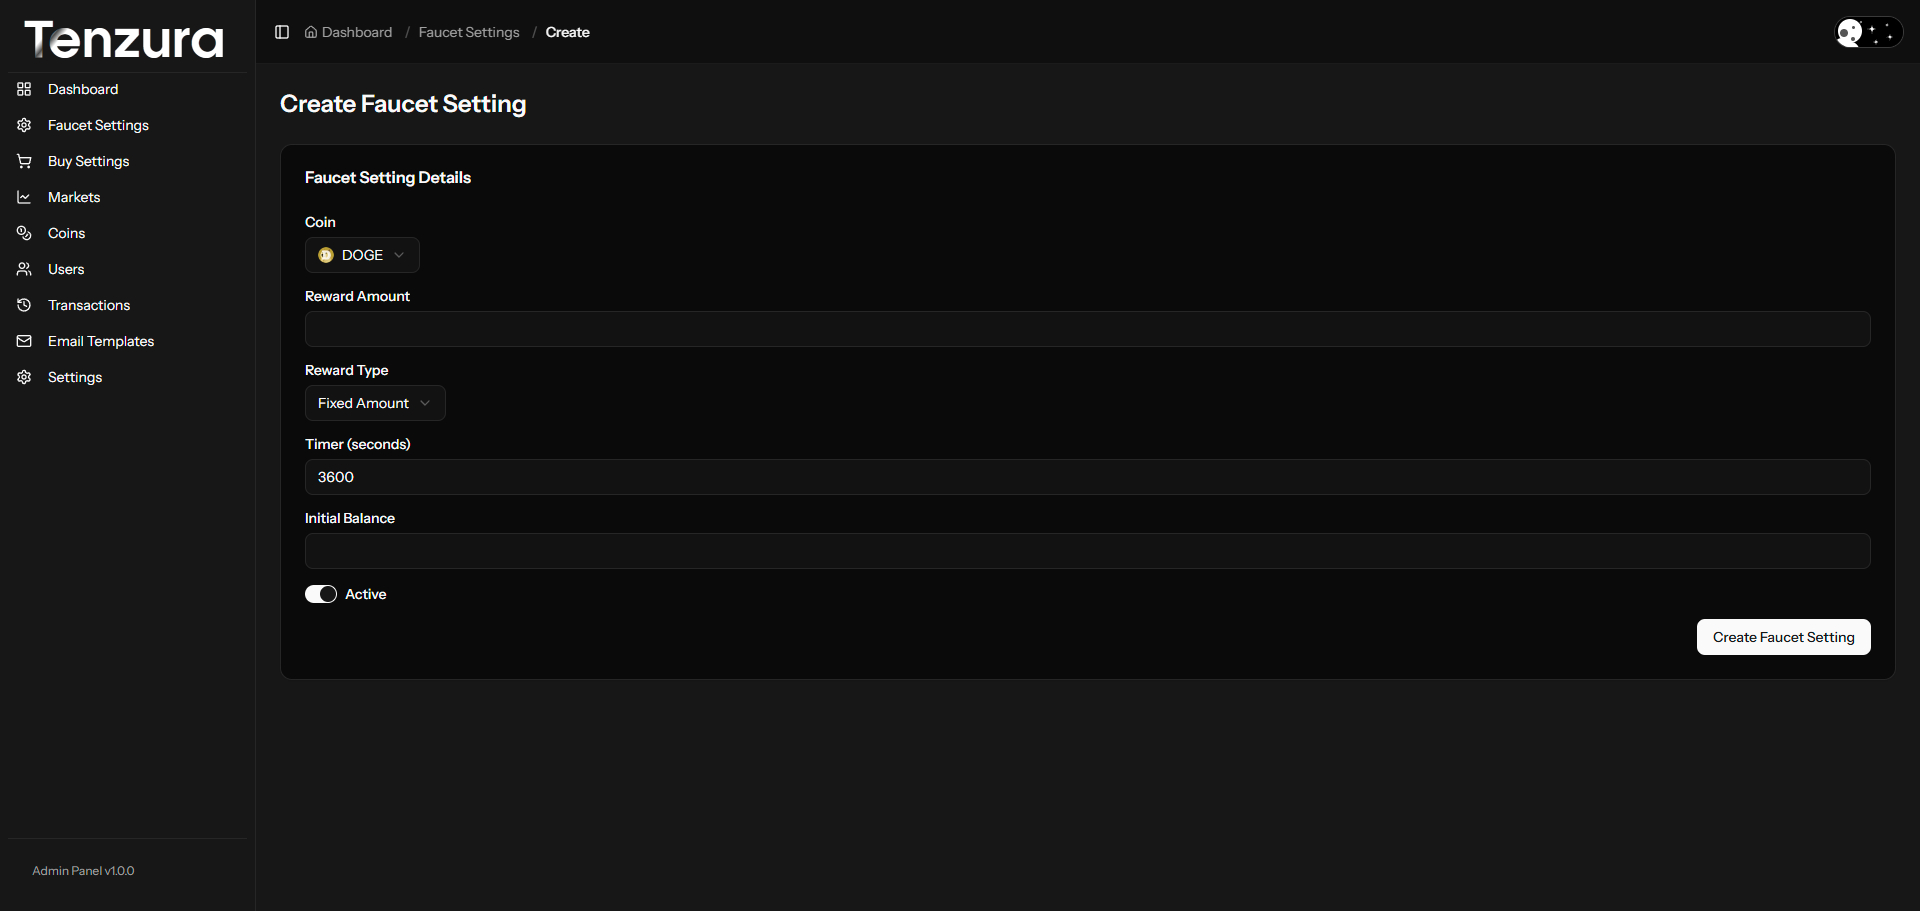 Tenzura
Dashboard
Faucet Settings
Buy Settings
Markets
Coins
Users
Transactions
Email Templates
Settings
Admin Panel v1.0.0
Dashboard / Faucet Settings / Create
Create Faucet Setting
Faucet Setting Details
Coin
DOGE
Reward Amount
Reward Type
Fixed Amount
Timer (seconds)
3600
Initial Balance
Active
Create Faucet Setting